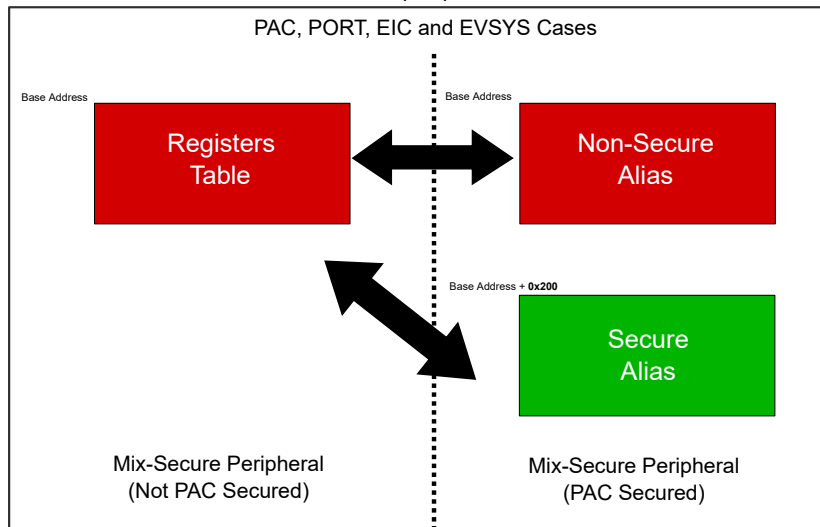 PAC, PORT, EIC and EVSYS Cases
Base Address
Registers
Table
Base Address
Non-Secure
Alias
Base Address + 0x200
Secure
Alias
Mix-Secure Peripheral
(Not PAC Secured)
Mix-Secure Peripheral
(PAC Secured)